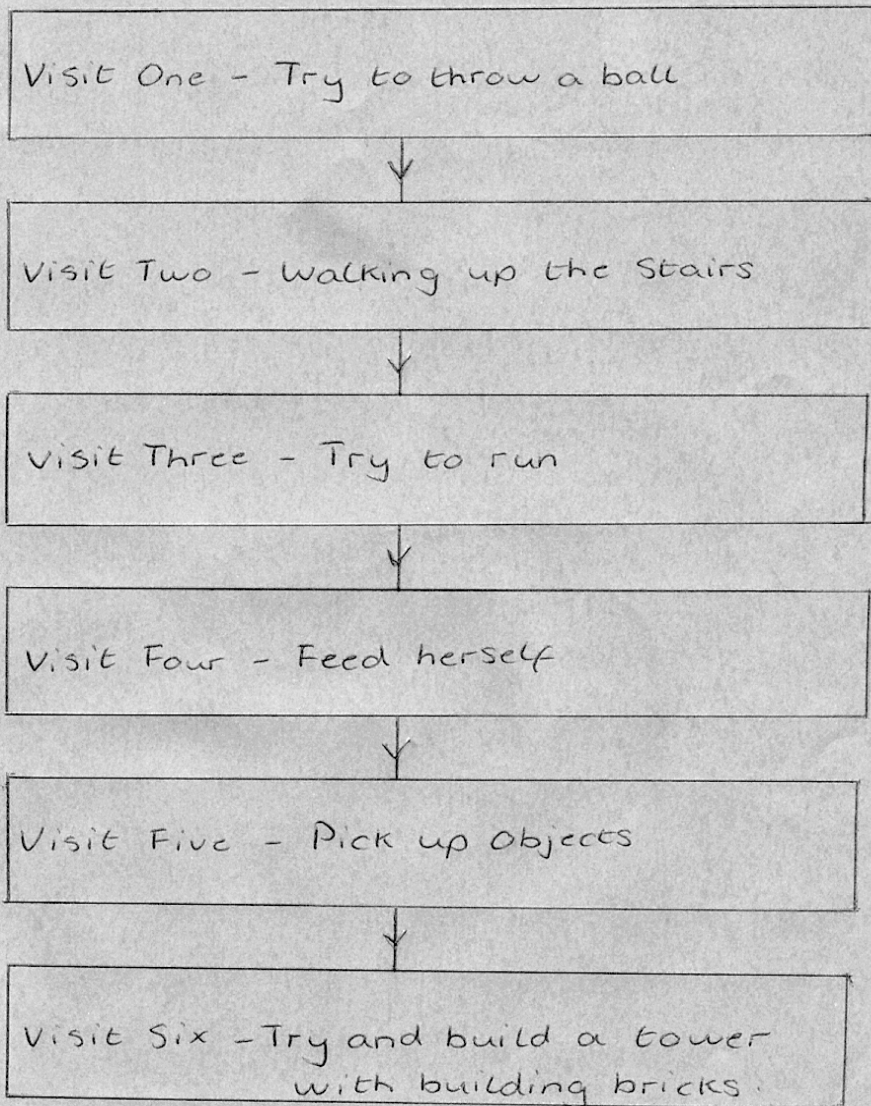 Visit One - Try to throw a ball
Visit Two - Walking up the Stairs
Visit Three - Try to run
Visit Four - Feed herself
Visit Five - Pick up Objects
Visit Six - Try and build a tower
with building bricks.